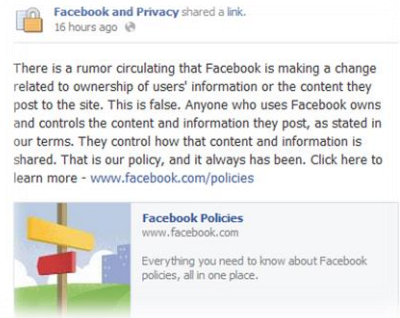 Facebook and Privacy shared a link.
16 hours ago
There is a rumor circulating that Facebook is making a change
related to ownership of users' information or the content they
post to the site. This is false. Anyone who uses Facebook owns
and controls the content and information they post, as stated in
our terms. They control how that content and information is
shared. That is our policy, and it always has been. Click here to
learn more - www.facebook.com/policies
Facebook Policies
www.facebook.com
Everything you need to know about Facebook
policies, all in one place.